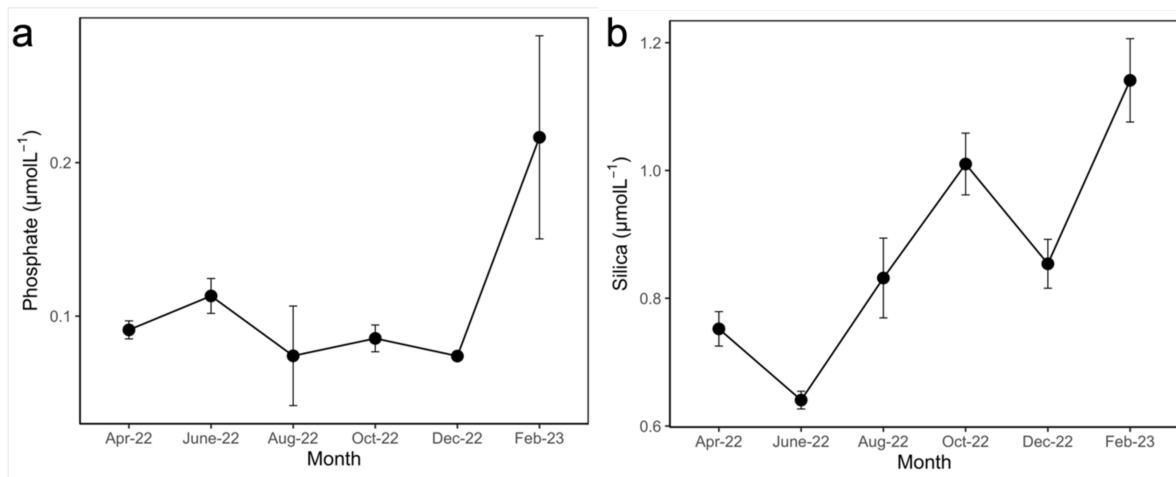 a
Phosphate (µmolL⁻¹)
0.2
0.1
Apr-22 June-22 Aug-22 Oct-22 Dec-22 Feb-23
Month
b
Silica (µmolL⁻¹)
1.2
1.0
0.8
0.6
Apr-22 June-22 Aug-22 Oct-22 Dec-22 Feb-23
Month